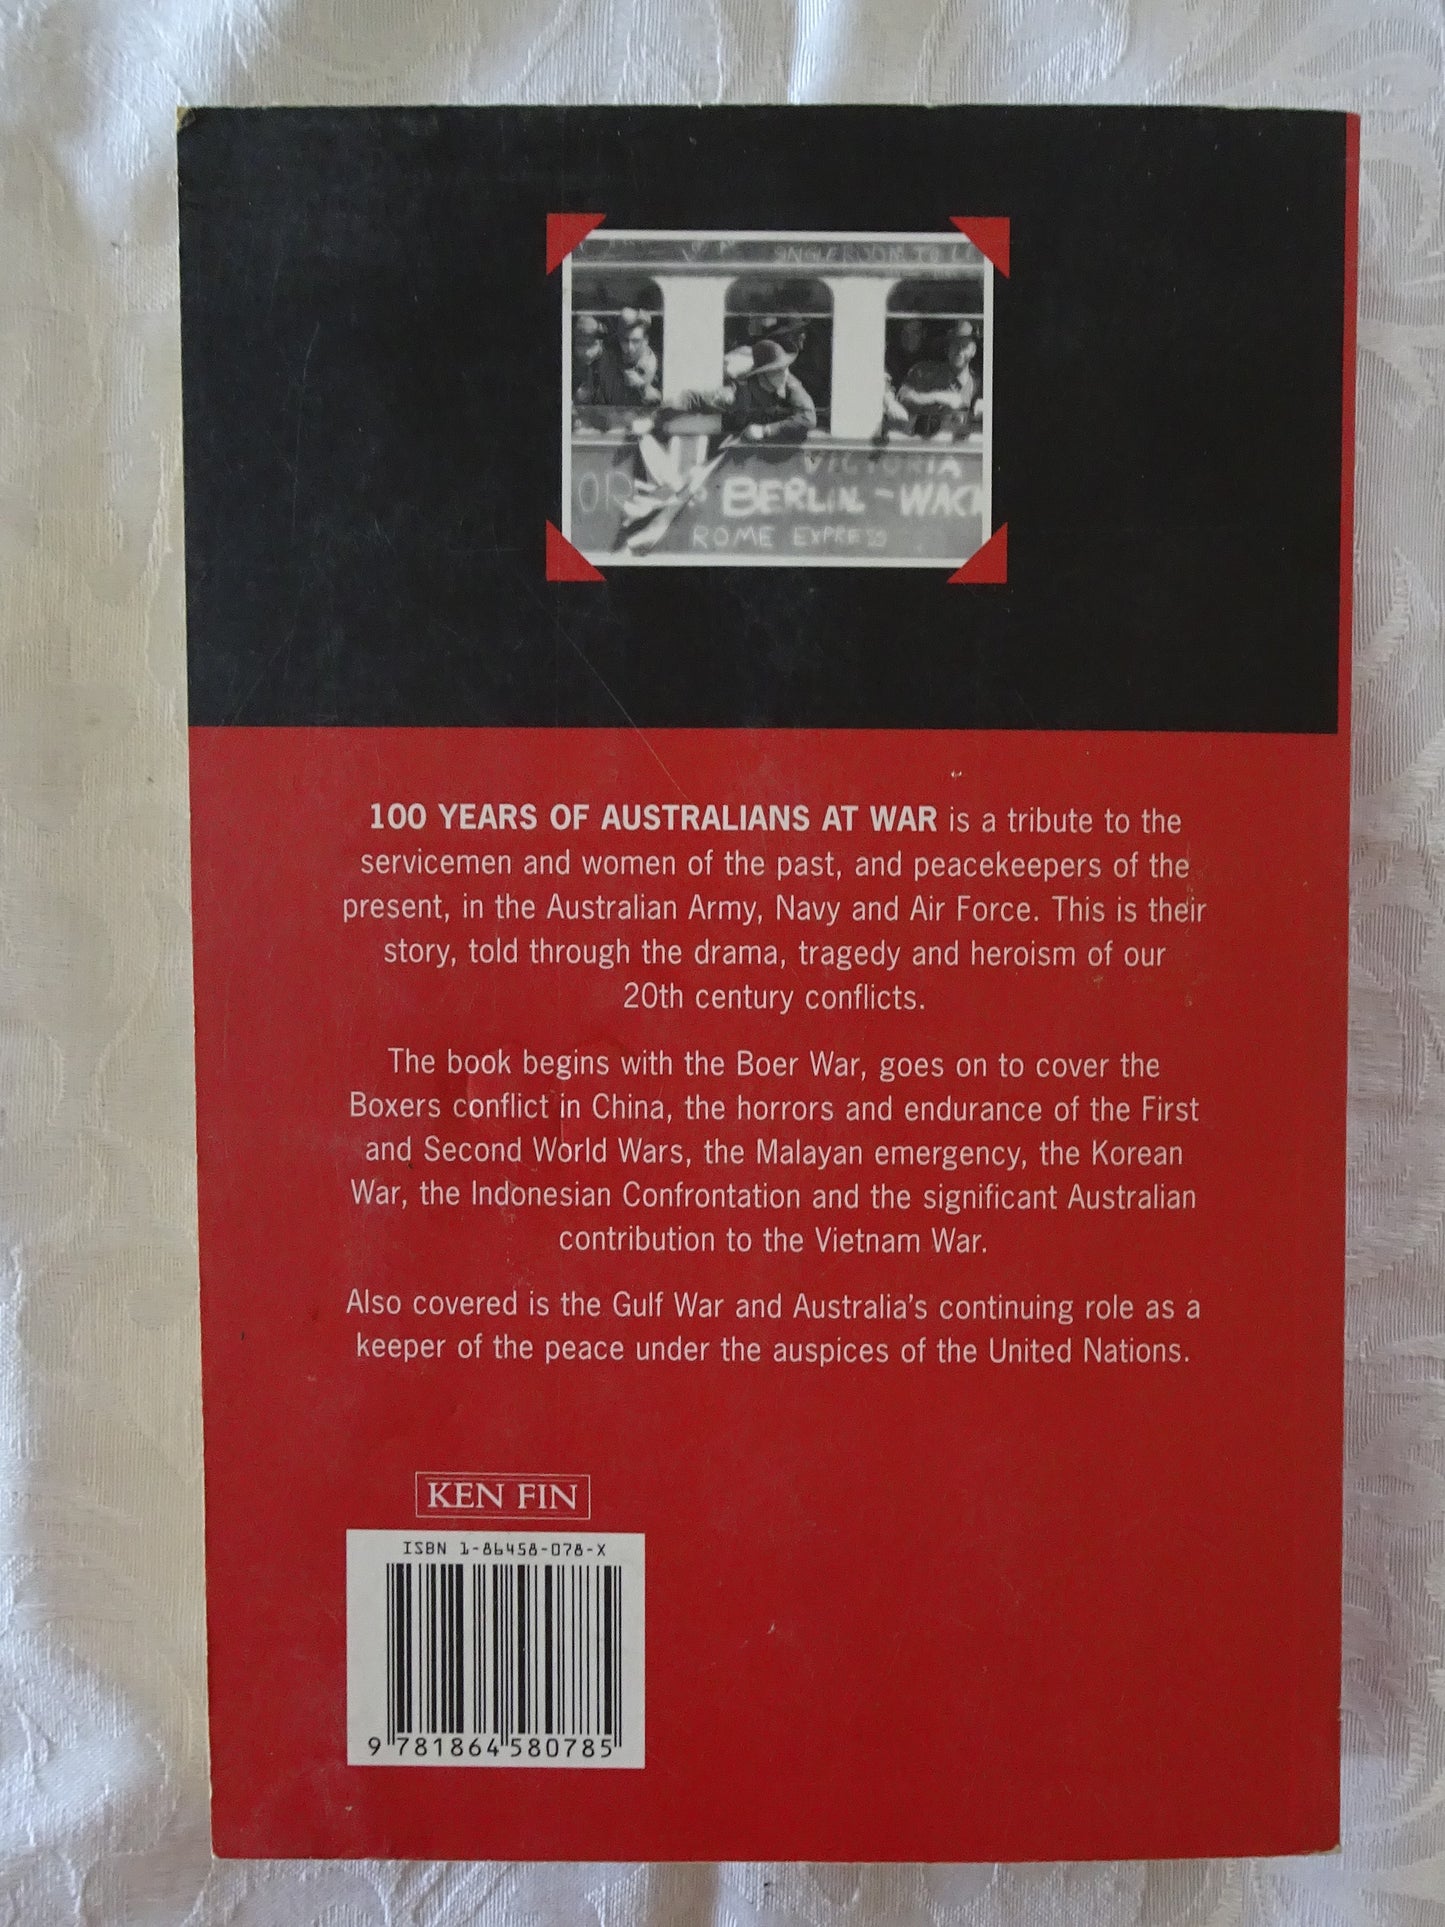 VICTORIA
BERLIN - WACK
ROME EXPRESS
100 YEARS OF AUSTRALIANS AT WAR is a tribute to the
servicemen and women of the past, and peacekeepers of the
present, in the Australian Army, Navy and Air Force. This is their
story, told through the drama, tragedy and heroism of our
20th century conflicts.
The book begins with the Boer War, goes on to cover the
Boxers conflict in China, the horrors and endurance of the First
and Second World Wars, the Malayan emergency, the Korean
War, the Indonesian Confrontation and the significant Australian
contribution to the Vietnam War.
Also covered is the Gulf War and Australia's continuing role as a
keeper of the peace under the auspices of the United Nations.
KEN FIN
ISBN 1-86458-078-X
9 781864 580785